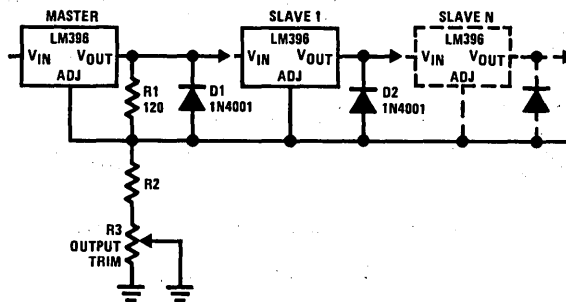 MASTER
LM396
VIN VOUT
ADJ
R1
120
D1
1N4001
SLAVE 1
LM396
VIN VOUT
ADJ
D2
1N4001
SLAVE N
LM396
VIN VOUT
ADJ
R2
R3
OUTPUT
TRIM